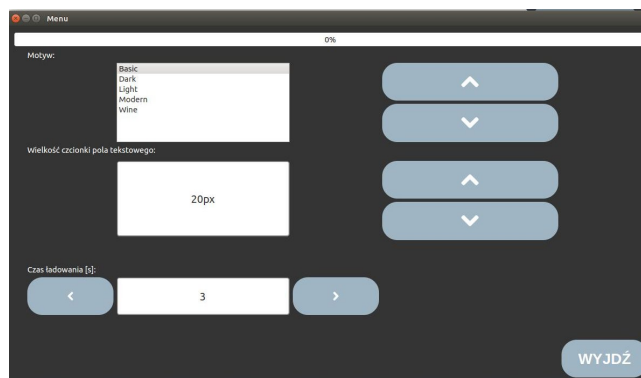 Menu
0%
Motyw:
Basic
Dark
Light
Modern
Wine
Wielkość czcionki pola tekstowego:
20px
Czas ładowania [s]:
3
WYJDŹ